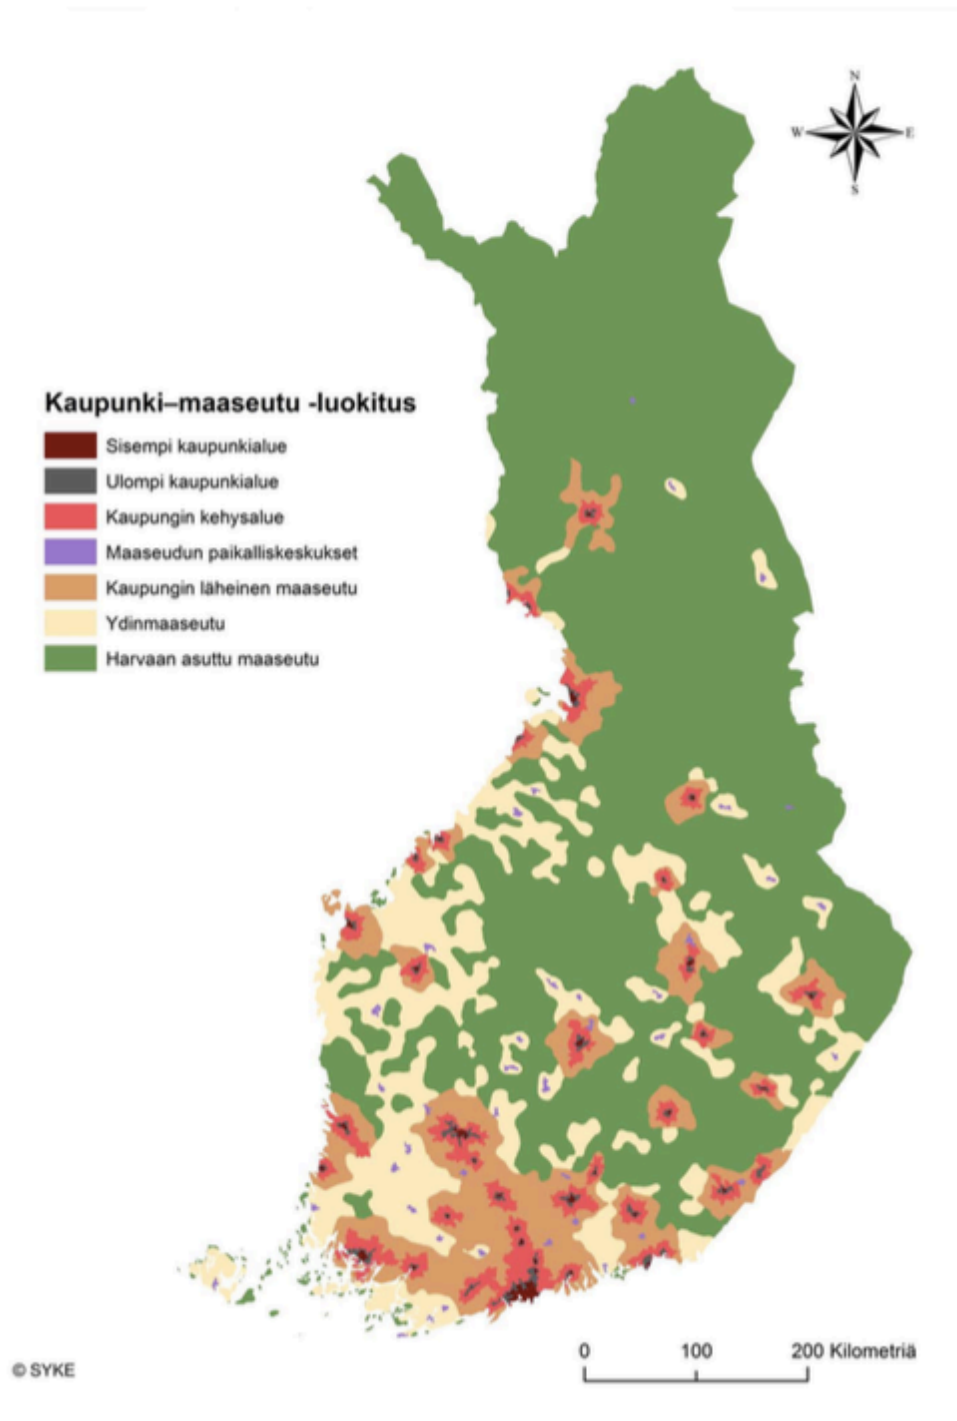 N
W E
S
Kaupunki–maaseutu -luokitus
Sisempi kaupunkialue
Ulompi kaupunkialue
Kaupungin kehysalue
Maaseudun paikalliskeskukset
Kaupungin läheinen maaseutu
Ydinmaaseutu
Harvaan asuttu maaseutu
0 100 200 Kilometriä
© SYKE